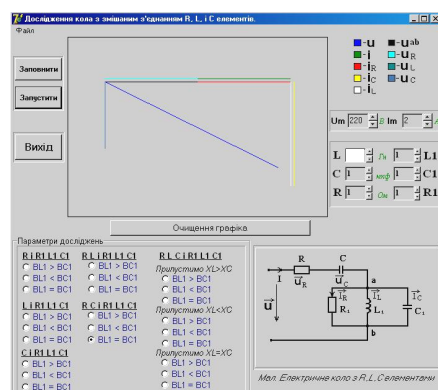 Дослідження кола з змішаним з'єднанням R, L, і C елементів.
Файл
Заповнити
Запустити
Вихід
-u
-i
-iR
-iC
-iL
-uab
-uR
-uL
-uC
Um 220 В Im 2 А
L Гн 1 L1
C 1 мкф 1 C1
R 1 Ом 1 R1
Очищення графіка
Параметри досліджень
R i R1 L1 C1
BL1 > BC1
BL1 < BC1
BL1 = BC1
R L i R1 L1 C1
BL1 > BC1
BL1 < BC1
BL1 = BC1
R L C i R1 L1 C1
Припустимо XL>XC
BL1 > BC1
BL1 < BC1
BL1 = BC1
L i R1 L1 C1
BL1 > BC1
BL1 < BC1
BL1 = BC1
R C i R1 L1 C1
BL1 > BC1
BL1 < BC1
BL1 = BC1
Припустимо XL<XC
BL1 > BC1
BL1 < BC1
BL1 = BC1
C i R1 L1 C1
BL1 > BC1
BL1 < BC1
BL1 = BC1
Припустимо XL=XC
BL1 > BC1
BL1 < BC1
BL1 = BC1
R C
I uR uC a
u
IR IL IC
R1 L1 C1
b
Мал. Електричне коло з R,L,C елементами